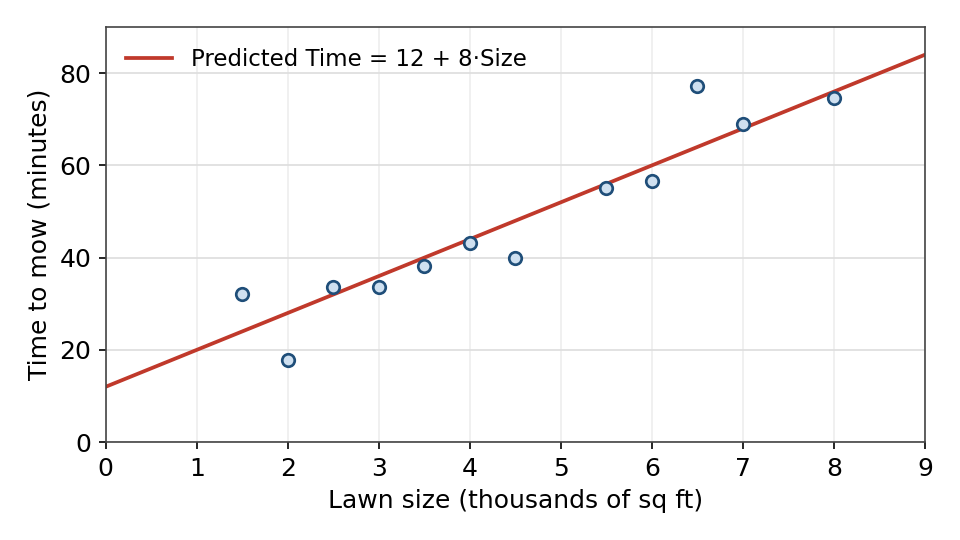 Predicted Time = 12 + 8·Size
Time to mow (minutes)
80
60
40
20
0
0 1 2 3 4 5 6 7 8 9
Lawn size (thousands of sq ft)